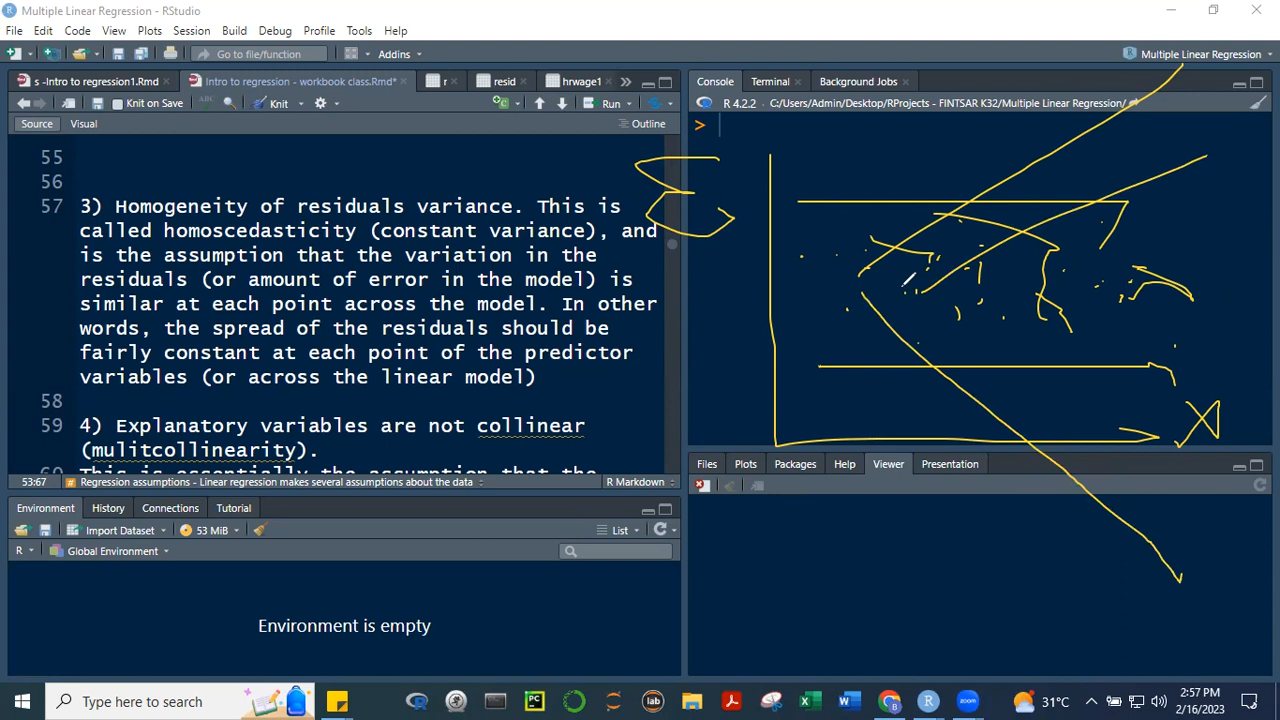 Multiple Linear Regression - RStudio
File Edit Code View Plots Session Build Debug Profile Tools Help
Go to file/function Addins Multiple Linear Regression
s -Intro to regression1.Rmd Intro to regression - workbook class.Rmd* r resid hrwage1
Knit on Save ABC Knit Run
Source Visual Outline
55
56
57 3) Homogeneity of residuals variance. This is
called homoscedasticity (constant variance), and
is the assumption that the variation in the
residuals (or amount of error in the model) is
similar at each point across the model. In other
words, the spread of the residuals should be
fairly constant at each point of the predictor
variables (or across the linear model)
58
59 4) Explanatory variables are not collinear
(mulitcollinearity).
This is essentially the assumption that the
53:67 # Regression assumptions - Linear regression makes several assumptions about the data R Markdown
Environment History Connections Tutorial
Import Dataset 53 MiB List
R Global Environment
Environment is empty
Console Terminal Background Jobs
R 4.2.2 · C:/Users/Admin/Desktop/RProjects - FINTSAR K32/Multiple Linear Regression/
>
Σ
X
Files Plots Packages Help Viewer Presentation
Type here to search
31°C
2:57 PM
2/16/2023